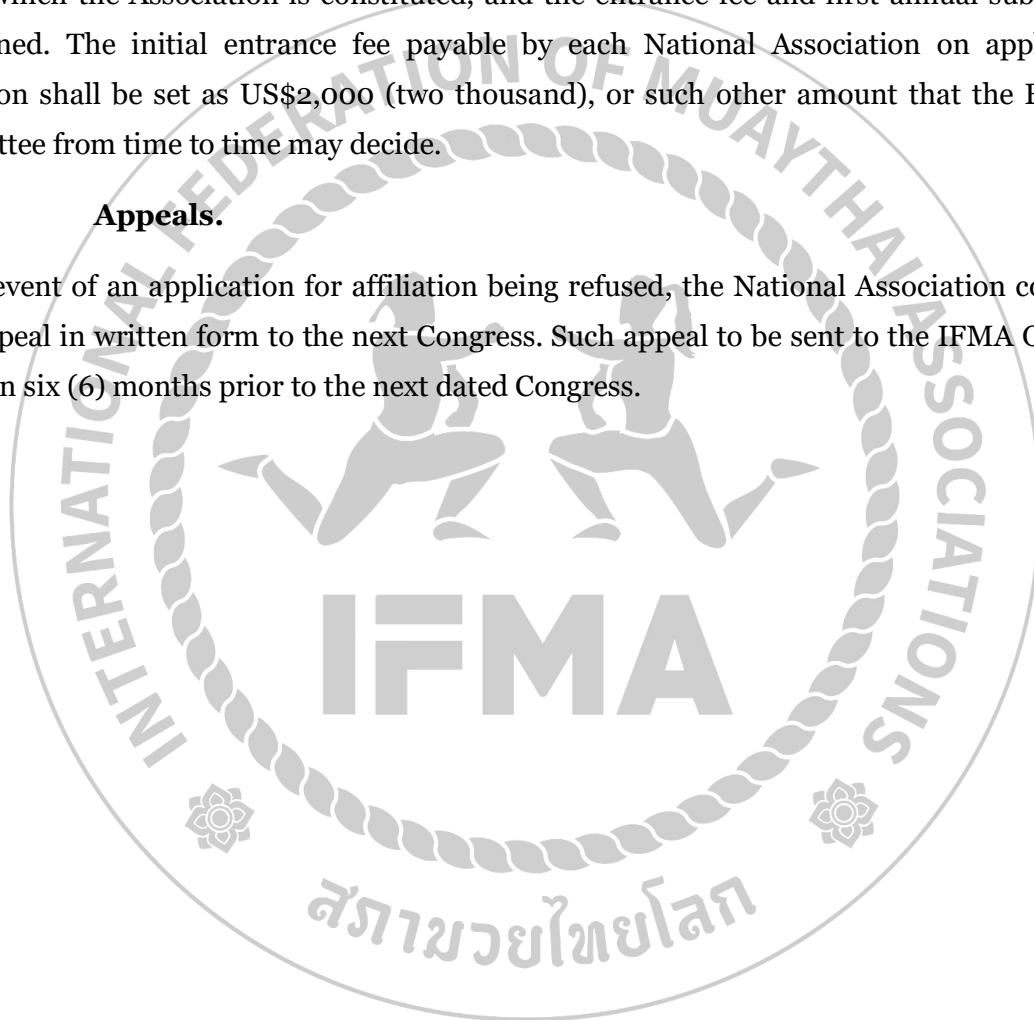 which the Association is constituted, and the entrance fee and first annual sub
ned. The initial entrance fee payable by each National Association on appl
on shall be set as US$2,000 (two thousand), or such other amount that the
ttee from time to time may decide.
Appeals.
event of an application for affiliation being refused, the National Association co
peal in written form to the next Congress. Such appeal to be sent to the IFMA
n six (6) months prior to the next dated Congress.
INTERNATIONAL FEDERATION OF MUAYTHAI ASSOCIATIONS
IFMA
สภามวยไทยโลก